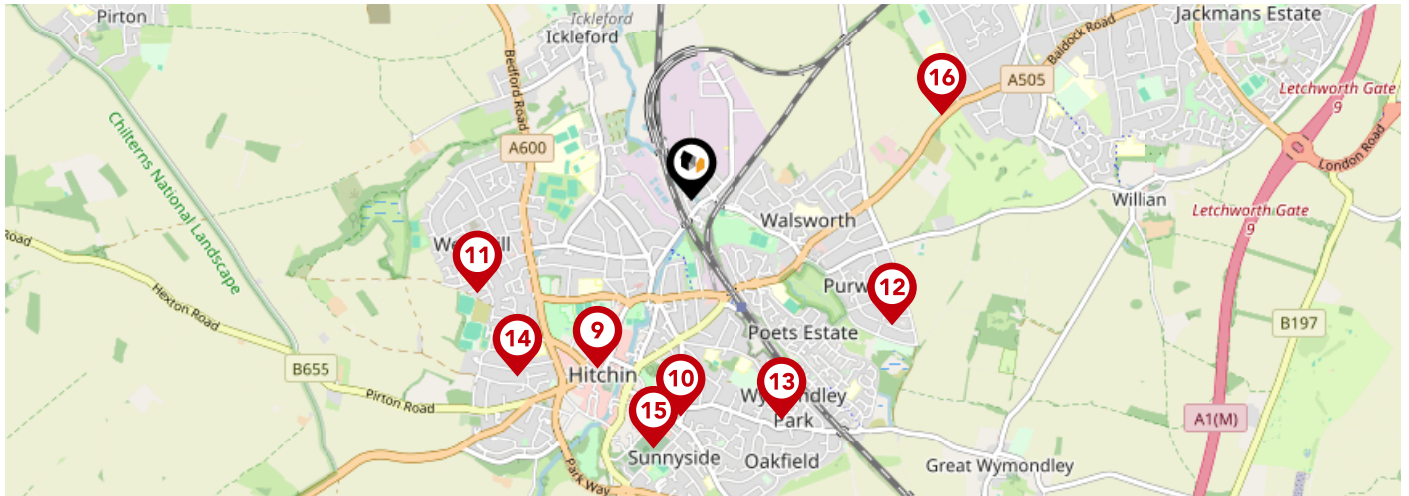 Pirton
Ickleford
Ickleford
Jackmans Estate
Baldock Road
16
A505
Letchworth Gate
9
Bedford Road
Chilterns National Landscape
A600
London Road
Willian
Walsworth
Letchworth Gate
9
Road
11
Hexton Road
12
Poets Estate
B197
14
9
B655
Hitchin
10
13
Park
Pirton Road
15
A1(M)
Sunnyside
Oakfield
Great Wymondley
Park Way